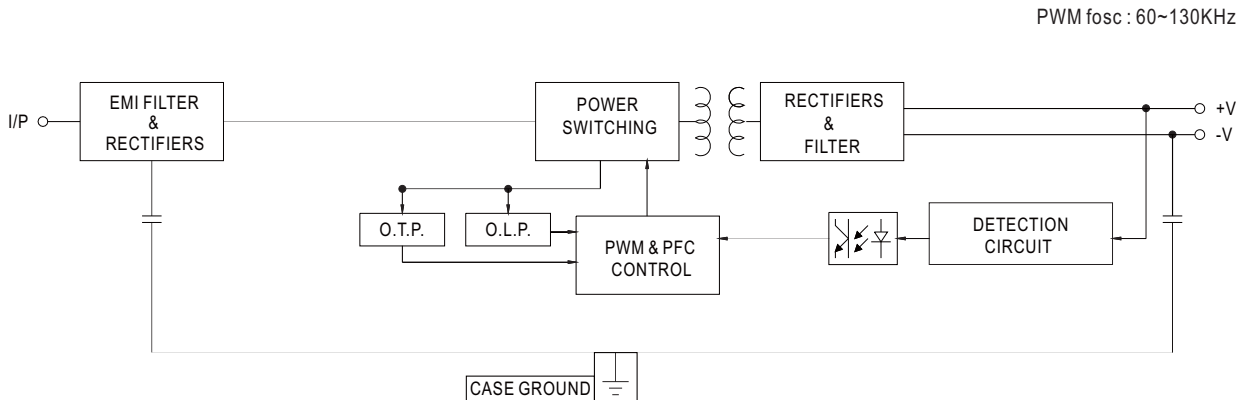 PWM fosc : 60~130KHz
I/P
EMI FILTER
&
RECTIFIERS
POWER
SWITCHING
RECTIFIERS
&
FILTER
+V
-V
O.T.P.
O.L.P.
PWM & PFC
CONTROL
DETECTION
CIRCUIT
CASE GROUND